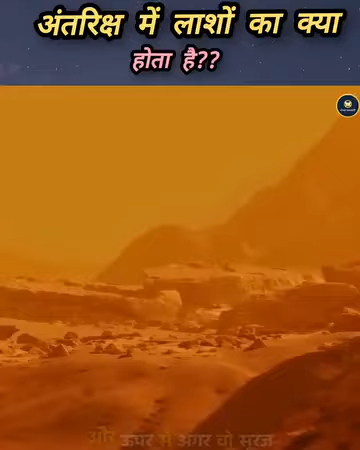 अंतरिक्ष में लाशों का क्या
होता है??
और ऊपर से अगर वो सूरज